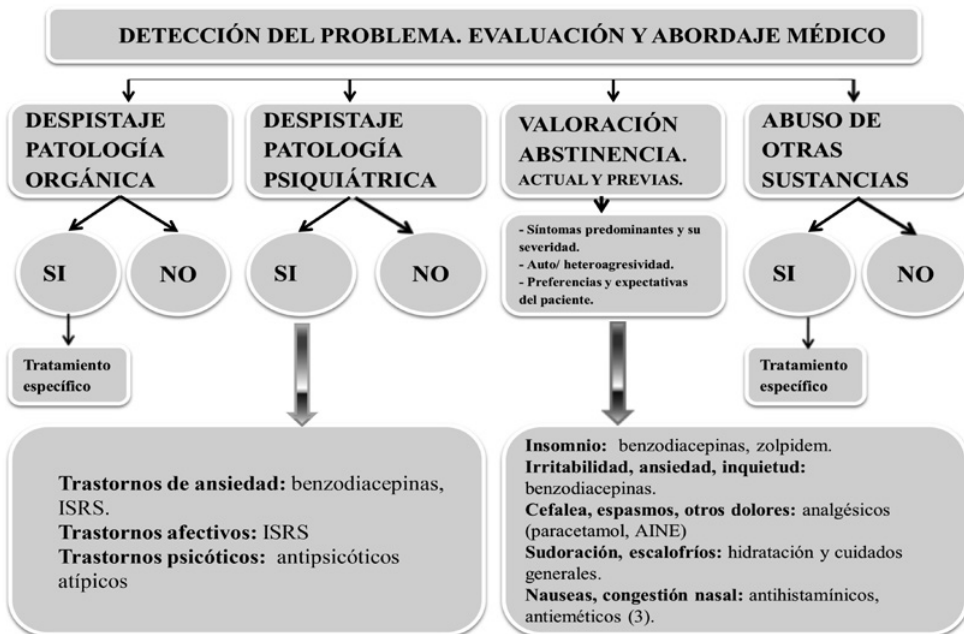 DETECCIÓN DEL PROBLEMA. EVALUACIÓN Y ABORDAJE MÉDICO
DESPISTAJE
PATOLOGÍA
ORGÁNICA
DESPISTAJE
PATOLOGÍA
PSIQUIÁTRICA
VALORACIÓN
ABSTINENCIA.
ACTUAL Y PREVIAS.
ABUSO DE
OTRAS
SUSTANCIAS
SI
NO
SI
NO
- Síntomas predominantes y su
severidad.
- Auto/ heteroagresividad.
- Preferencias y expectativas
del paciente.
SI
NO
Tratamiento
específico
Tratamiento
específico
Trastornos de ansiedad: benzodiacepinas,
ISRS.
Trastornos afectivos: ISRS
Trastornos psicóticos: antipsicóticos
atípicos
Insomnio: benzodiacepinas, zolpidem.
Irritabilidad, ansiedad, inquietud:
benzodiacepinas.
Cefalea, espasmos, otros dolores: analgésicos
(paracetamol, AINE)
Sudoración, escalofríos: hidratación y cuidados
generales.
Nauseas, congestión nasal: antihistamínicos,
antieméticos (3).